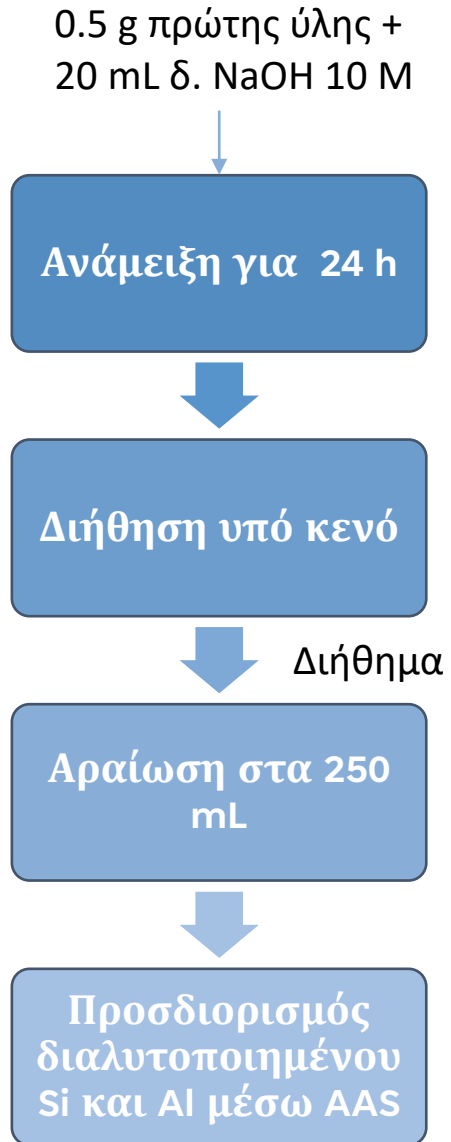 0.5 g πρώτης ύλης +
20 mL δ. NaOH 10 M
Ανάμειξη για 24 h
Διήθηση υπό κενό
Διήθημα
Αραίωση στα 250
mL
Προσδιορισμός
διαλυτοποιημένου
Si και Al μέσω AAS